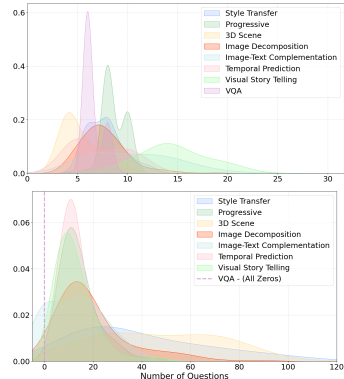 0.6
0.4
0.2
0.0
0
5
10
15
20
25
30
Style Transfer
Progressive
3D Scene
Image Decomposition
Image-Text Complementation
Temporal Prediction
Visual Story Telling
VQA
0.06
0.04
0.02
0.00
0
20
40
60
80
100
120
Style Transfer
Progressive
3D Scene
Image Decomposition
Image-Text Complementation
Temporal Prediction
Visual Story Telling
VQA - (All Zeros)
Number of Questions